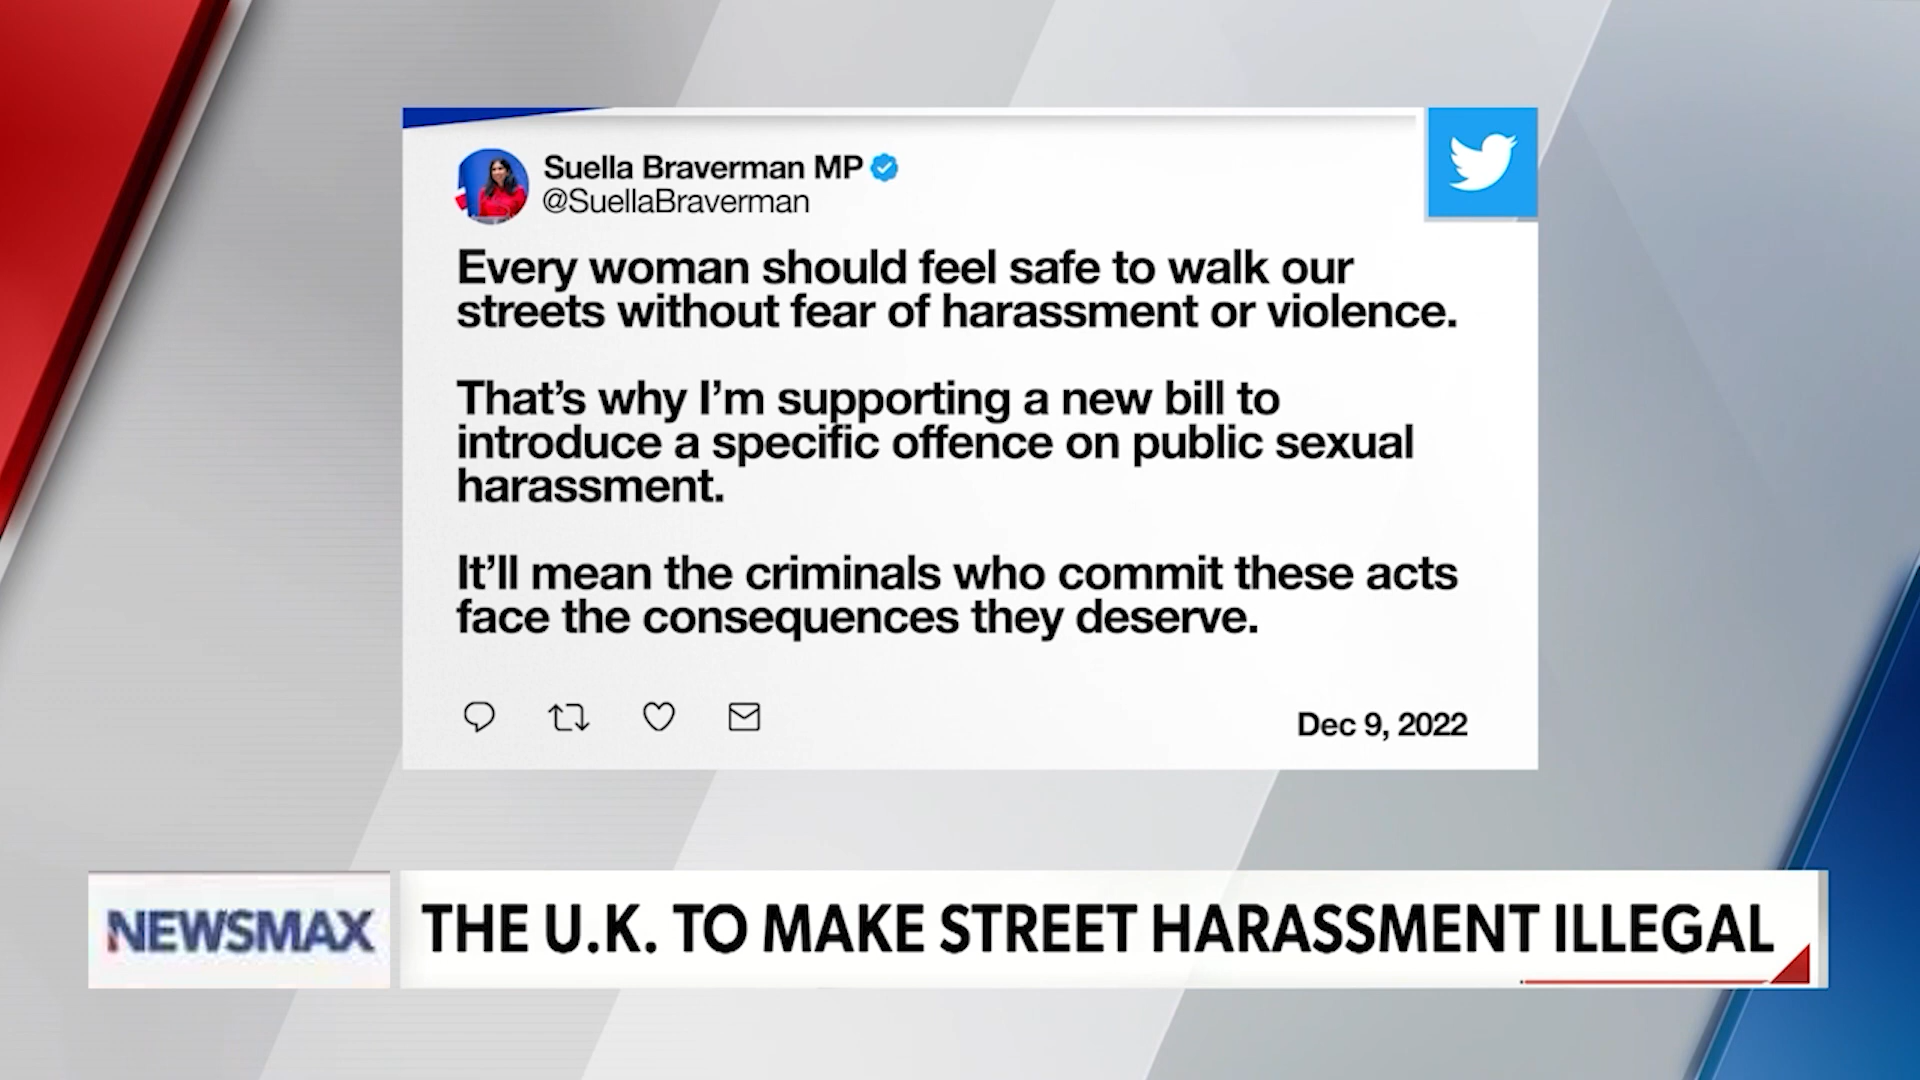 Suella Braverman MP
@SuellaBraverman
Every woman should feel safe to walk our
streets without fear of harassment or violence.
That’s why I’m supporting a new bill to
introduce a specific offence on public sexual
harassment.
It’ll mean the criminals who commit these acts
face the consequences they deserve.
Dec 9, 2022
NEWSMAX
THE U.K. TO MAKE STREET HARASSMENT ILLEGAL